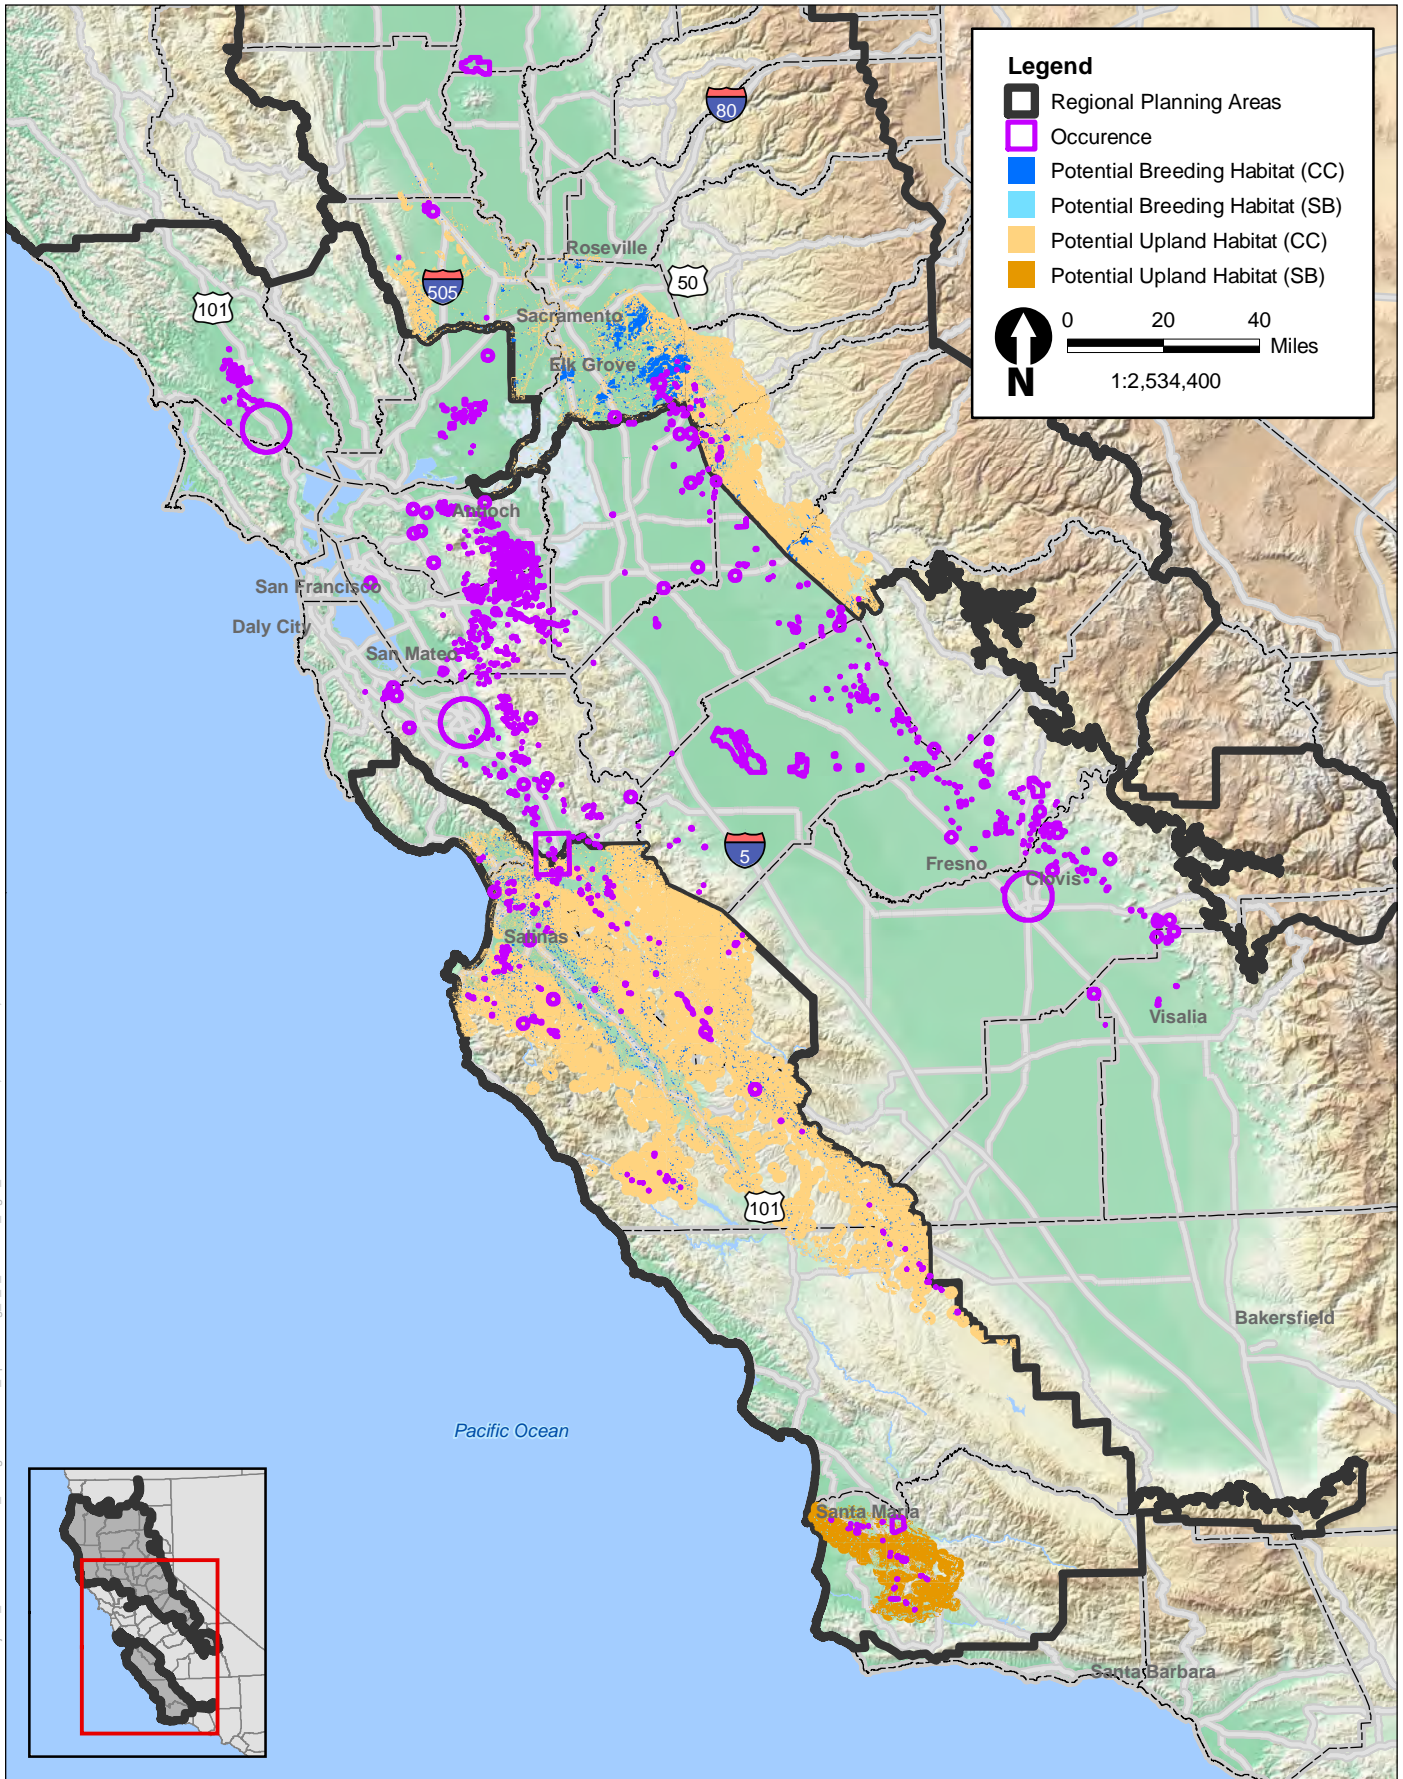 Legend
Regional Planning Areas
Occurence
Potential Breeding Habitat (CC)
Potential Breeding Habitat (SB)
Potential Upland Habitat (CC)
Potential Upland Habitat (SB)
0 20 40
Miles
1:2,534,400
N
80
Roseville
50
505
101
Sacramento
Elk Grove
Antioch
San Francisco
Daly City
San Mateo
5
Fresno
Clovis
Salinas
Visalia
101
Bakersfield
Pacific Ocean
Santa Maria
Santa Barbara